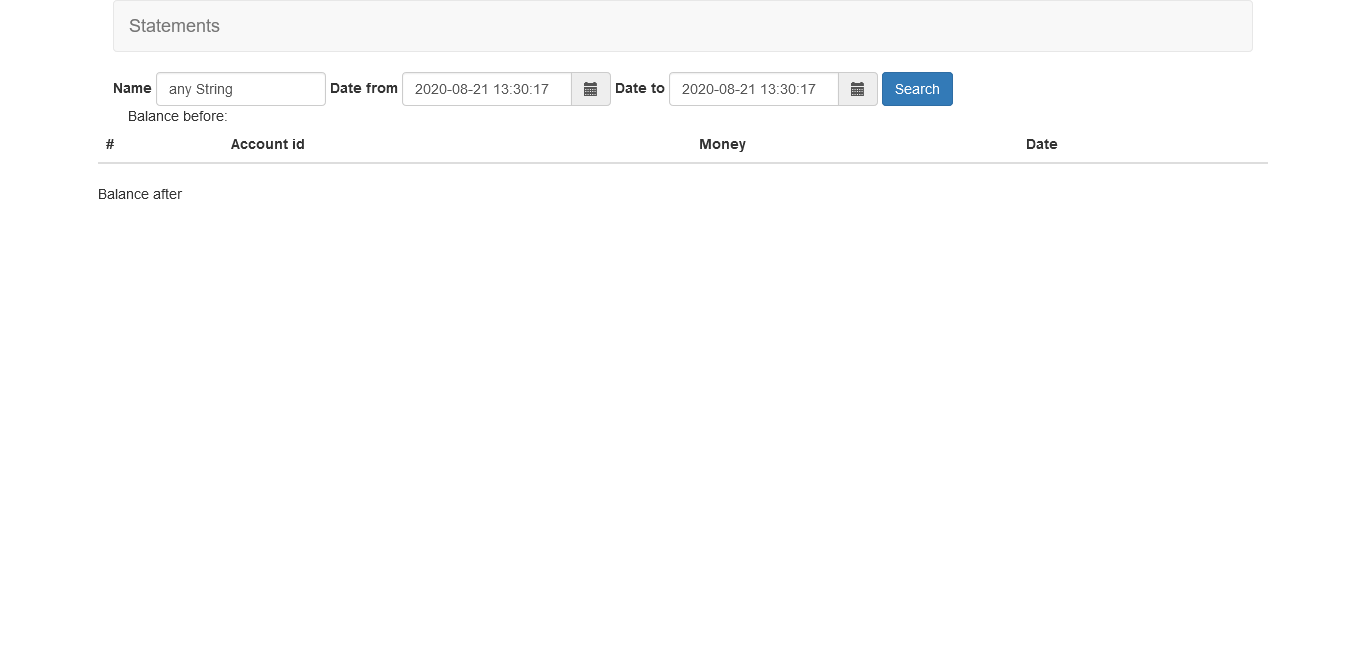 Statements
Name any String Date from 2020-08-21 13:30:17 Date to 2020-08-21 13:30:17 Search
Balance before:
# Account id Money Date
Balance after